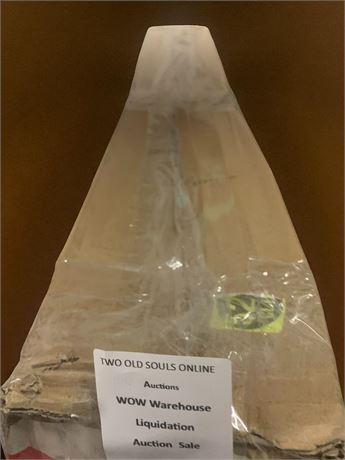 TWO OLD SOULS ONLINE
Auctions
WOW Warehouse
Liquidation
Auction Sale